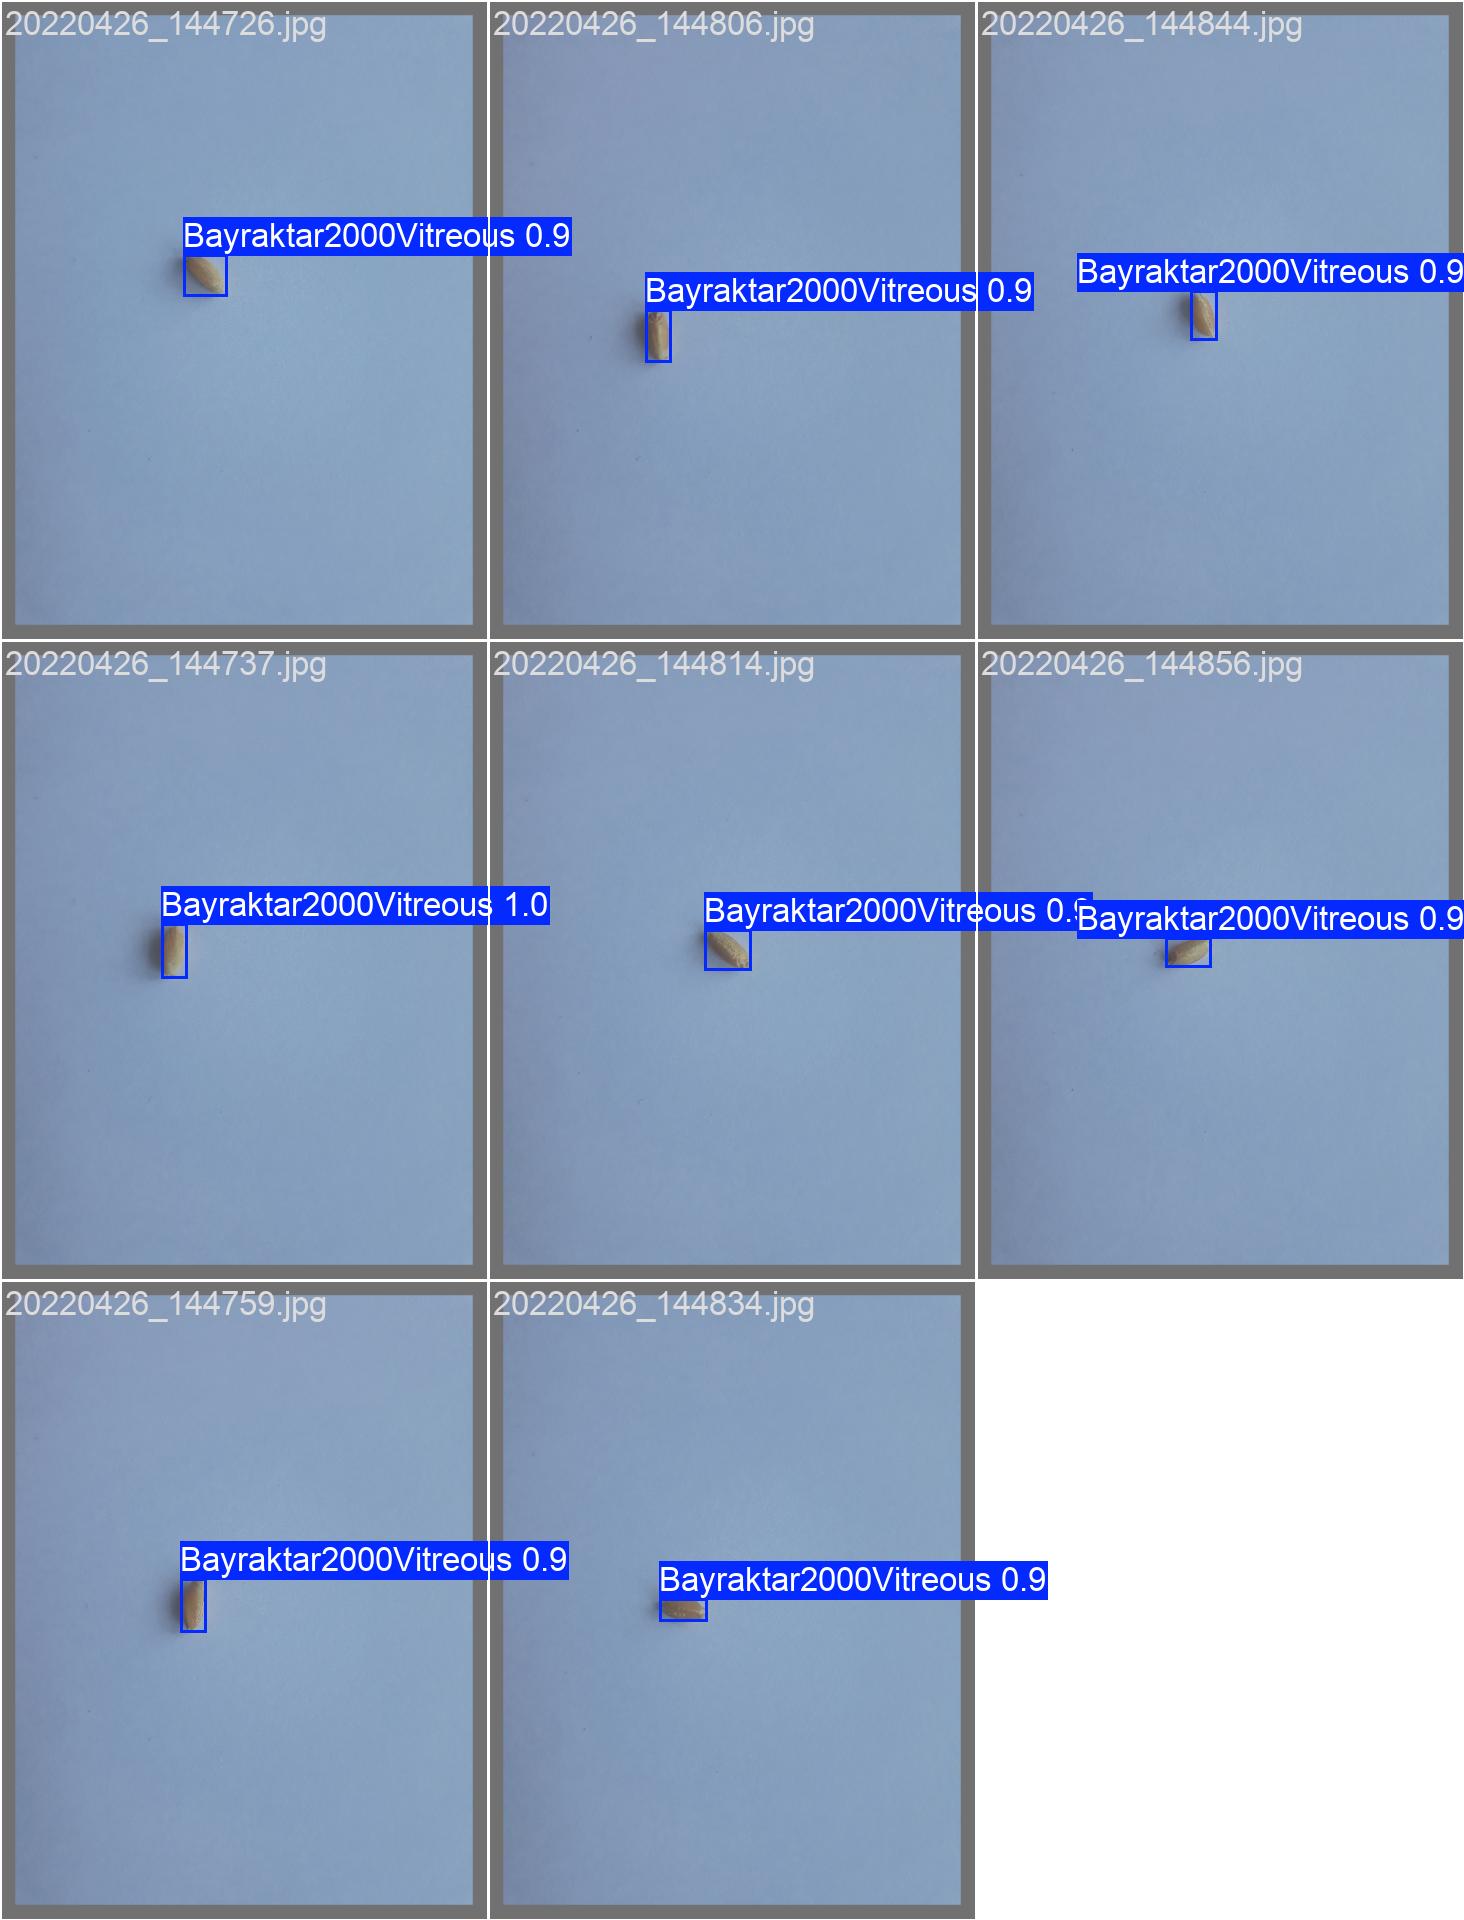 20220426_144726.jpg
20220426_144806.jpg
20220426_144844.jpg
Bayraktar2000Vitreous 0.9
Bayraktar2000Vitreous 0.9
Bayraktar2000Vitreous 0.9
20220426_144737.jpg
20220426_144814.jpg
20220426_144856.jpg
Bayraktar2000Vitreous 1.0
Bayraktar2000Vitreous 0.9
Bayraktar2000Vitreous 0.9
20220426_144759.jpg
20220426_144834.jpg
Bayraktar2000Vitreous 0.9
Bayraktar2000Vitreous 0.9